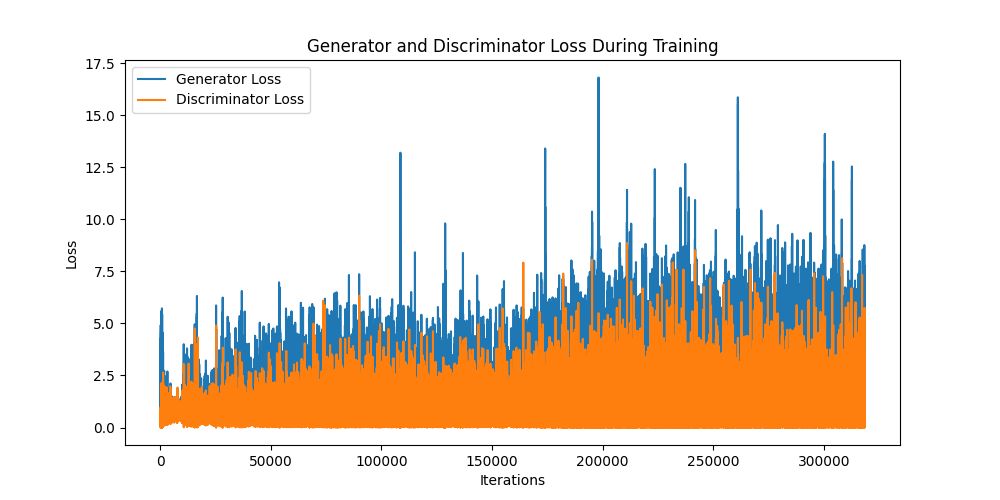 Generator and Discriminator Loss During Training
Generator Loss
Discriminator Loss
17.5
15.0
12.5
10.0
7.5
5.0
2.5
0.0
Loss
0 50000 100000 150000 200000 250000 300000
Iterations